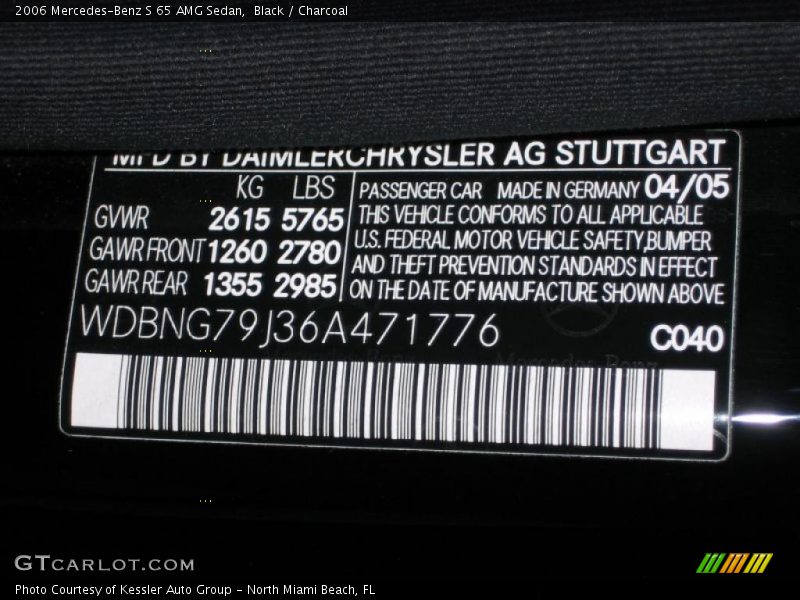 2006 Mercedes-Benz S 65 AMG Sedan, Black / Charcoal
MFD BY DAIMLERCHRYSLER AG STUTTGART
KG LBS
GVWR 2615 5765
GAWR FRONT 1260 2780
GAWR REAR 1355 2985
PASSENGER CAR MADE IN GERMANY 04/05
THIS VEHICLE CONFORMS TO ALL APPLICABLE
U.S. FEDERAL MOTOR VEHICLE SAFETY,BUMPER
AND THEFT PREVENTION STANDARDS IN EFFECT
ON THE DATE OF MANUFACTURE SHOWN ABOVE
WDBNG79J36A471776
C040
Mercedes-Benz
GTCARLOT.COM
Photo Courtesy of Kessler Auto Group - North Miami Beach, FL